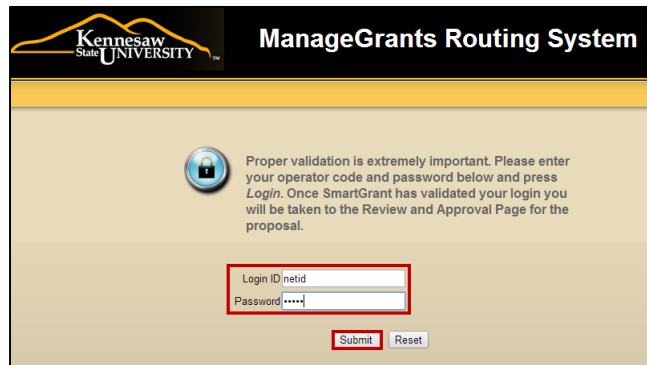 Kennesaw
State UNIVERSITY TM
ManageGrants Routing System
Proper validation is extremely important. Please enter
your operator code and password below and press
Login. Once SmartGrant has validated your login you
will be taken to the Review and Approval Page for the
proposal.
Login ID netid
Password •••••
Submit Reset